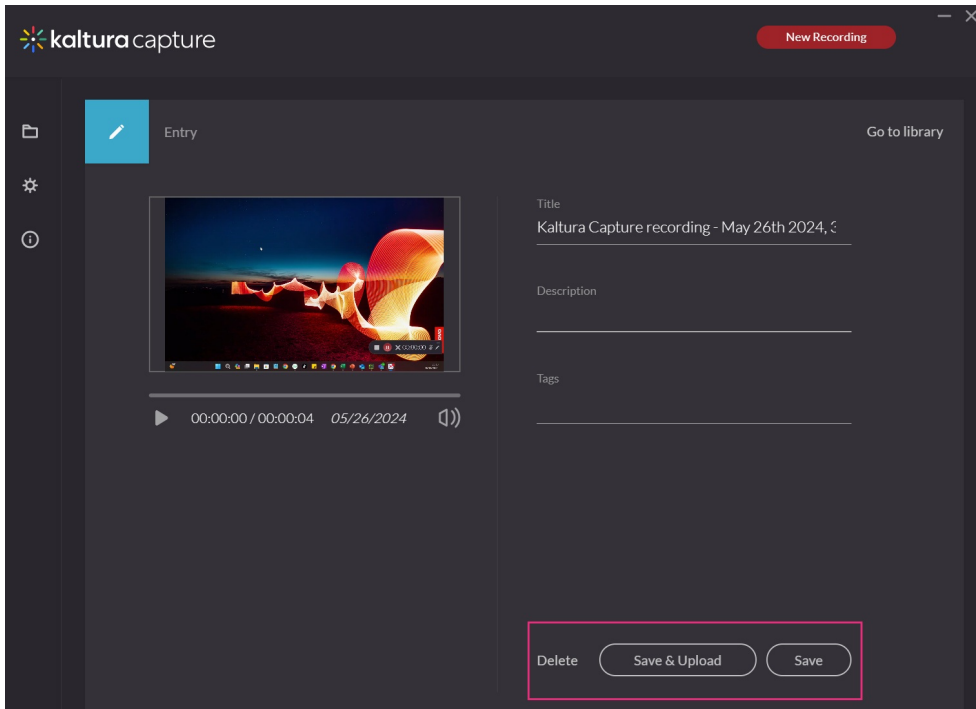 kaltura capture
New Recording
Entry
Go to library
Title
Kaltura Capture recording - May 26th 2024, 3
Description
Tags
00:00:00 / 00:00:04 05/26/2024
Delete
Save & Upload
Save